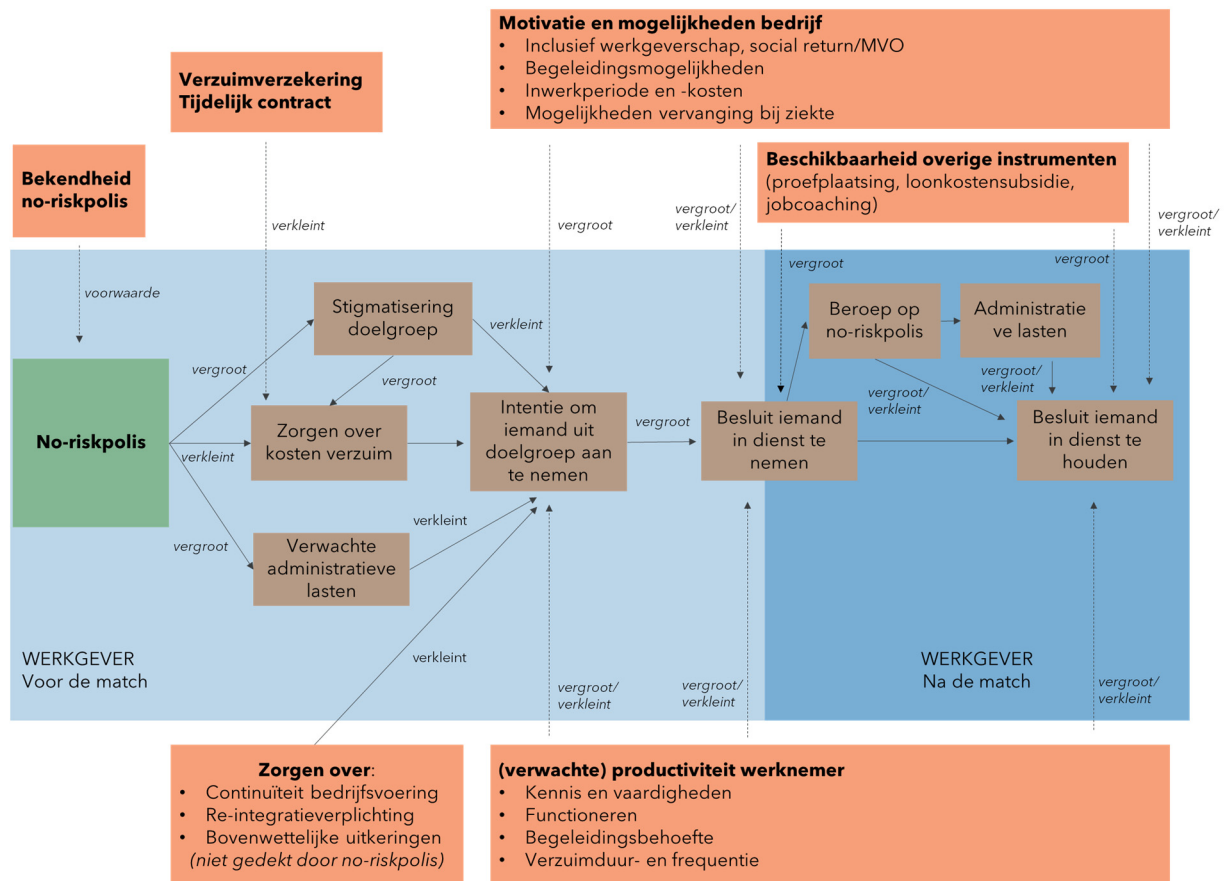 Motivatie en mogelijkheden bedrijf
• Inclusief werkgeverschap, social return/MVO
• Begeleidingsmogelijkheden
• Inwerkperiode en -kosten
• Mogelijkheden vervanging bij ziekte
Verzuimverzekering
Tijdelijk contract
Bekendheid
no-riskpolis
Beschikbaarheid overige instrumenten
(proefplaatsing, loonkostensubsidie,
jobcoaching)
verkleint
vergroot
vergroot/
verkleint
vergroot/
verkleint
voorwaarde
vergroot
vergroot
Stigmatisering
doelgroep
verkleint
Beroep op
no-riskpolis
Administratie
ve lasten
vergroot
vergroot
vergroot/
verkleint
vergroot/
verkleint
No-riskpolis
verkleint
Zorgen over
kosten verzuim
Intentie om
iemand uit
doelgroep aan
te nemen
vergroot
Besluit iemand
in dienst te
nemen
Besluit iemand
in dienst te
houden
vergroot
Verwachte
administratieve
lasten
verkleint
WERKGEVER
Voor de match
verkleint
WERKGEVER
Na de match
vergroot/
verkleint
vergroot/
verkleint
vergroot/
verkleint
Zorgen over:
• Continuïteit bedrijfsvoering
• Re-integratieverplichting
• Bovenwettelijke uitkeringen
(niet gedekt door no-riskpolis)
(verwachte) productiviteit werknemer
• Kennis en vaardigheden
• Functioneren
• Begeleidingsbehoefte
• Verzuimduur- en frequentie